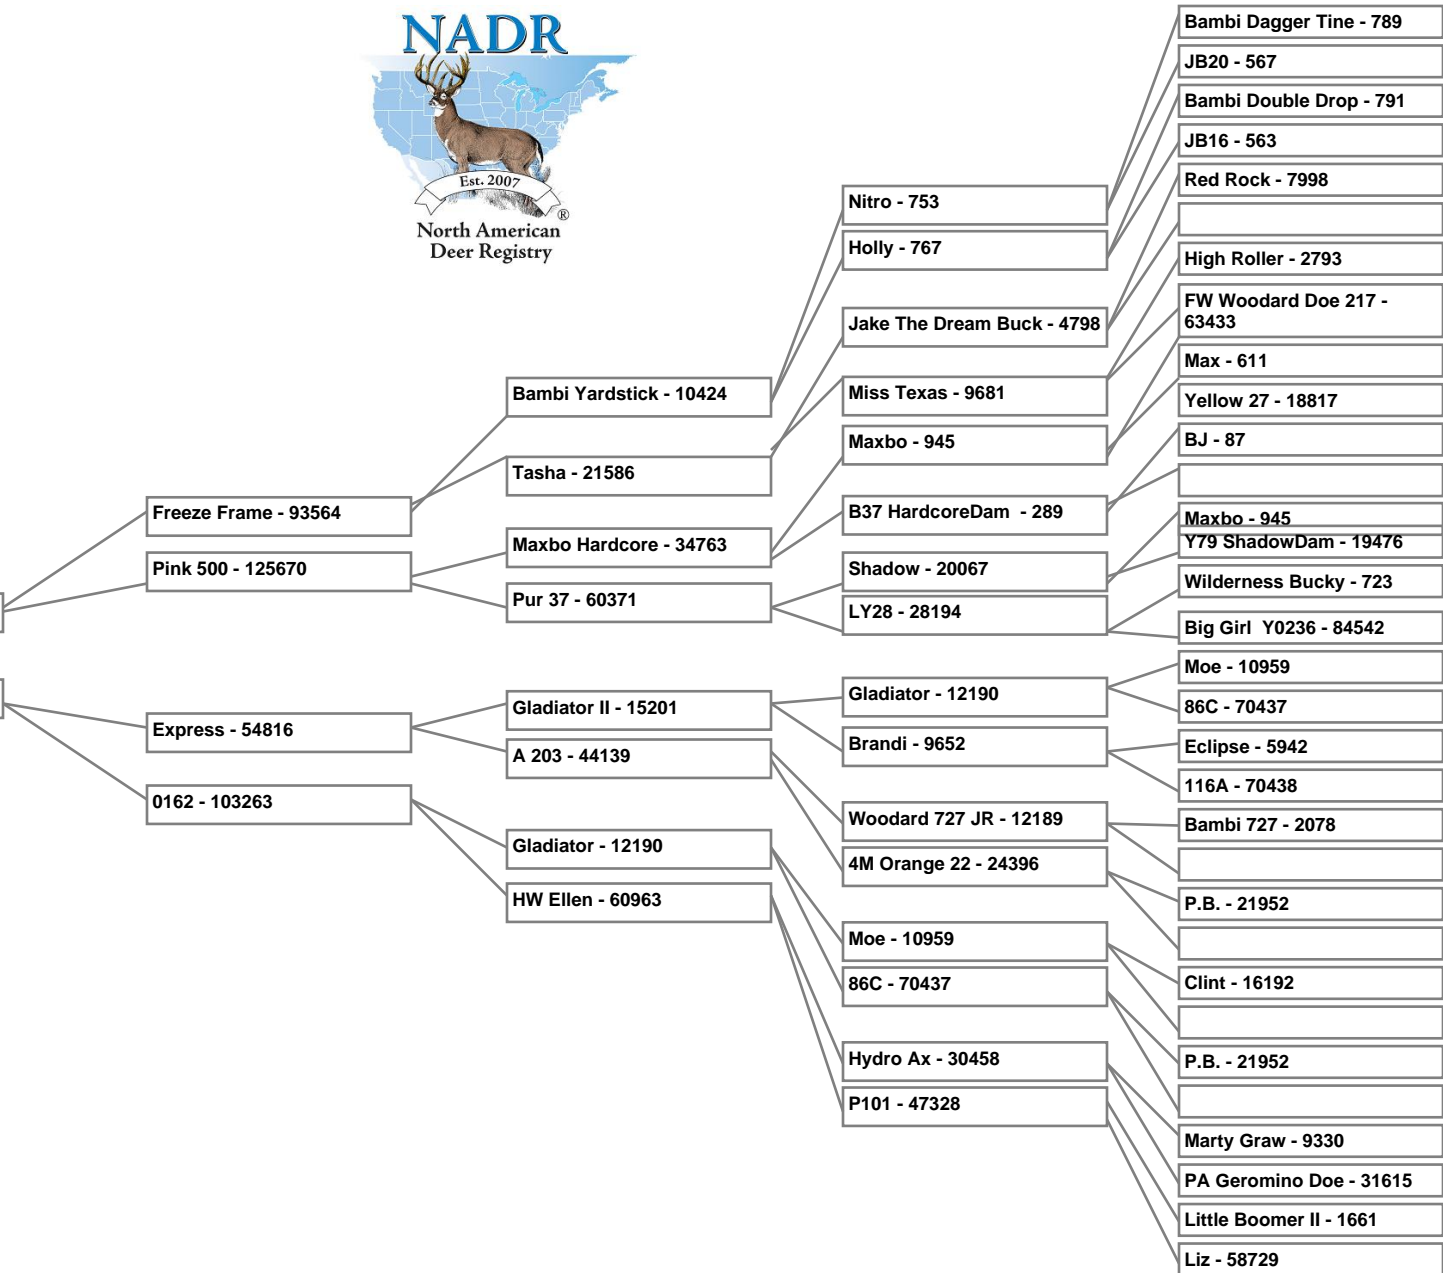 NADR
Est. 2007
®
North American
Deer Registry
Freeze Frame - 93564
Pink 500 - 125670
Express - 54816
0162 - 103263
Bambi Yardstick - 10424
Tasha - 21586
Maxbo Hardcore - 34763
Pur 37 - 60371
Gladiator II - 15201
A 203 - 44139
Gladiator - 12190
HW Ellen - 60963
Nitro - 753
Holly - 767
Jake The Dream Buck - 4798
Miss Texas - 9681
Maxbo - 945
B37 HardcoreDam - 289
Shadow - 20067
LY28 - 28194
Gladiator - 12190
Brandi - 9652
Woodard 727 JR - 12189
4M Orange 22 - 24396
Moe - 10959
86C - 70437
Hydro Ax - 30458
P101 - 47328
Bambi Dagger Tine - 789
JB20 - 567
Bambi Double Drop - 791
JB16 - 563
Red Rock - 7998
High Roller - 2793
FW Woodard Doe 217 -
63433
Max - 611
Yellow 27 - 18817
BJ - 87
Maxbo - 945
Y79 ShadowDam - 19476
Wilderness Bucky - 723
Big Girl  Y0236 - 84542
Moe - 10959
86C - 70437
Eclipse - 5942
116A - 70438
Bambi 727 - 2078
P.B. - 21952
Clint - 16192
P.B. - 21952
Marty Graw - 9330
PA Geromino Doe - 31615
Little Boomer II - 1661
Liz - 58729